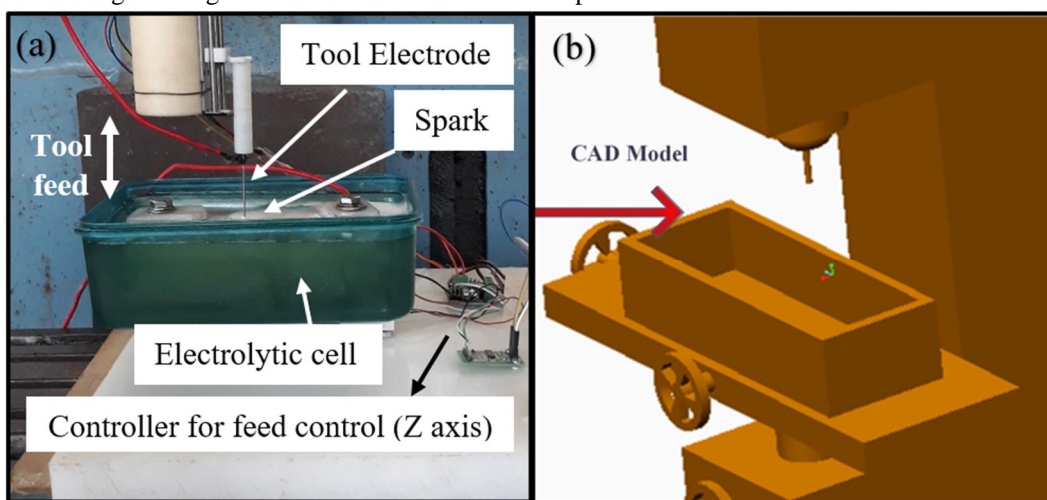 (a)
Tool Electrode
Spark
Tool
feed
Electrolytic cell
Controller for feed control (Z axis)
(b)
CAD Model